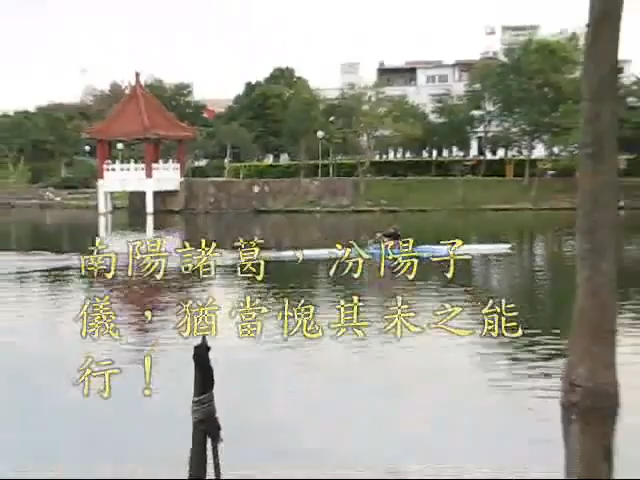 南陽諸葛，汾陽子
儀，猶當愧其未之能
行！